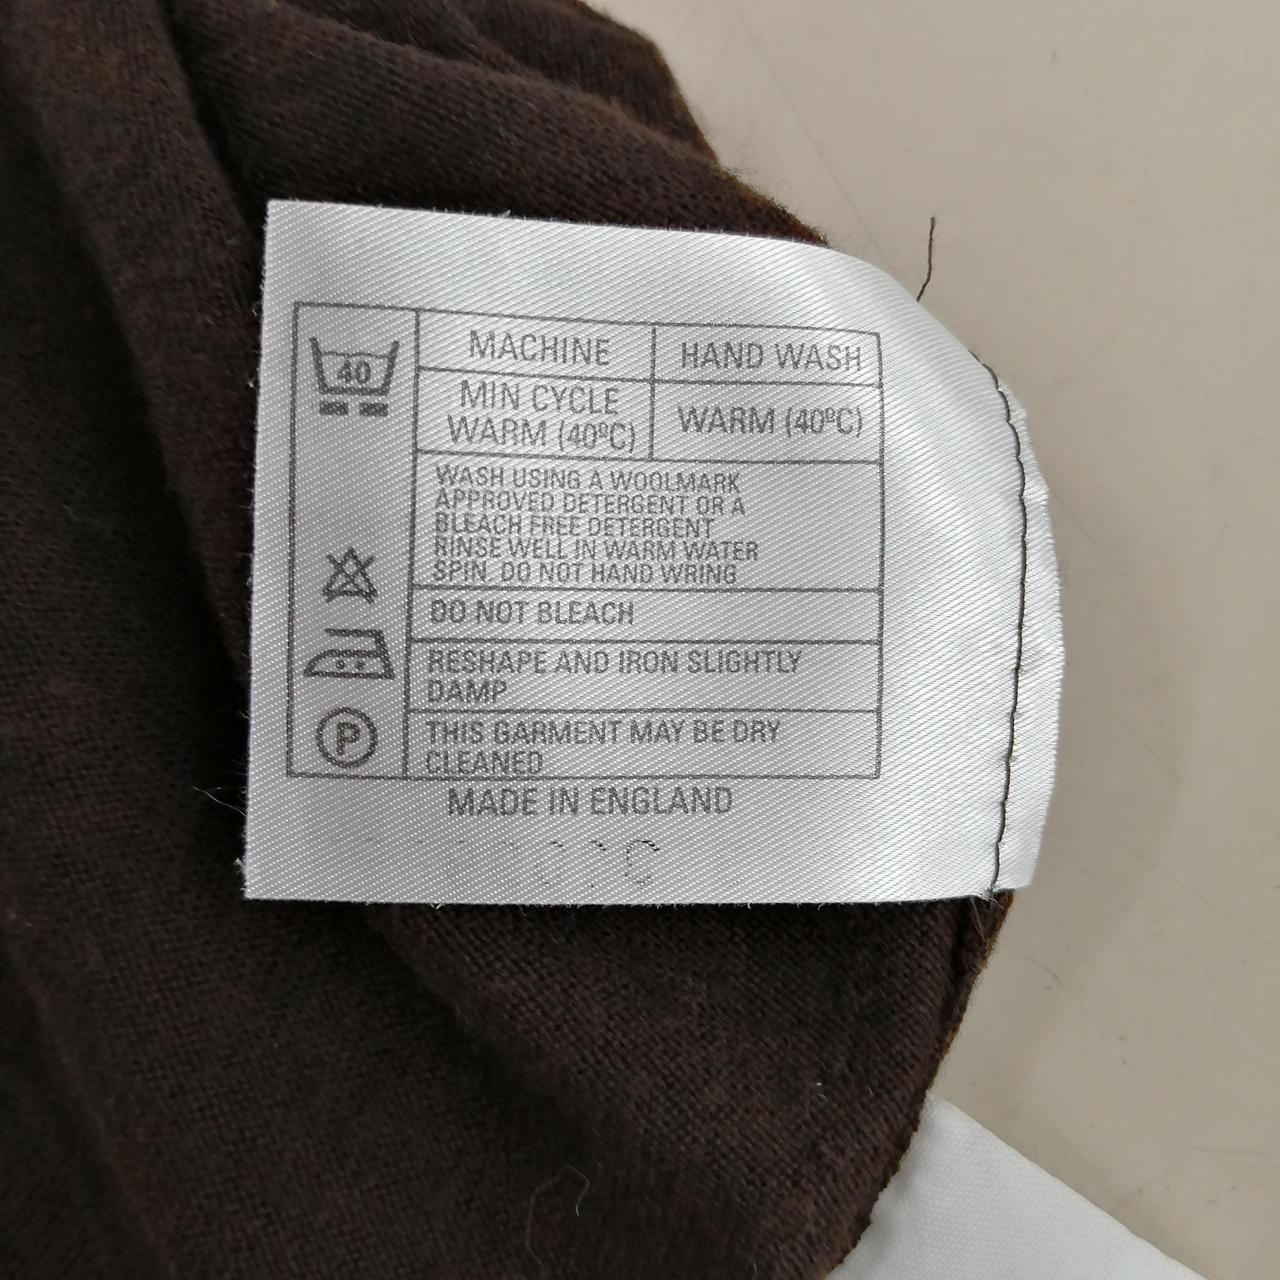 40
MACHINE
HAND WASH
MIN CYCLE
WARM (40ºC)
WARM (40ºC)
WASH USING A WOOLMARK
APPROVED DETERGENT OR A
BLEACH FREE DETERGENT
RINSE WELL IN WARM WATER
SPIN. DO NOT HAND WRING
DO NOT BLEACH
RESHAPE AND IRON SLIGHTLY
DAMP
P
THIS GARMENT MAY BE DRY
CLEANED
MADE IN ENGLAND